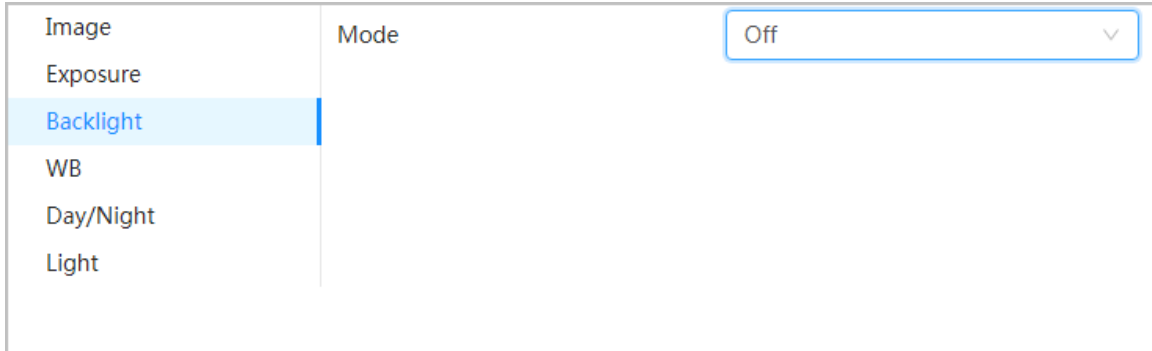 Image
Mode
Off
Exposure
Backlight
WB
Day/Night
Light